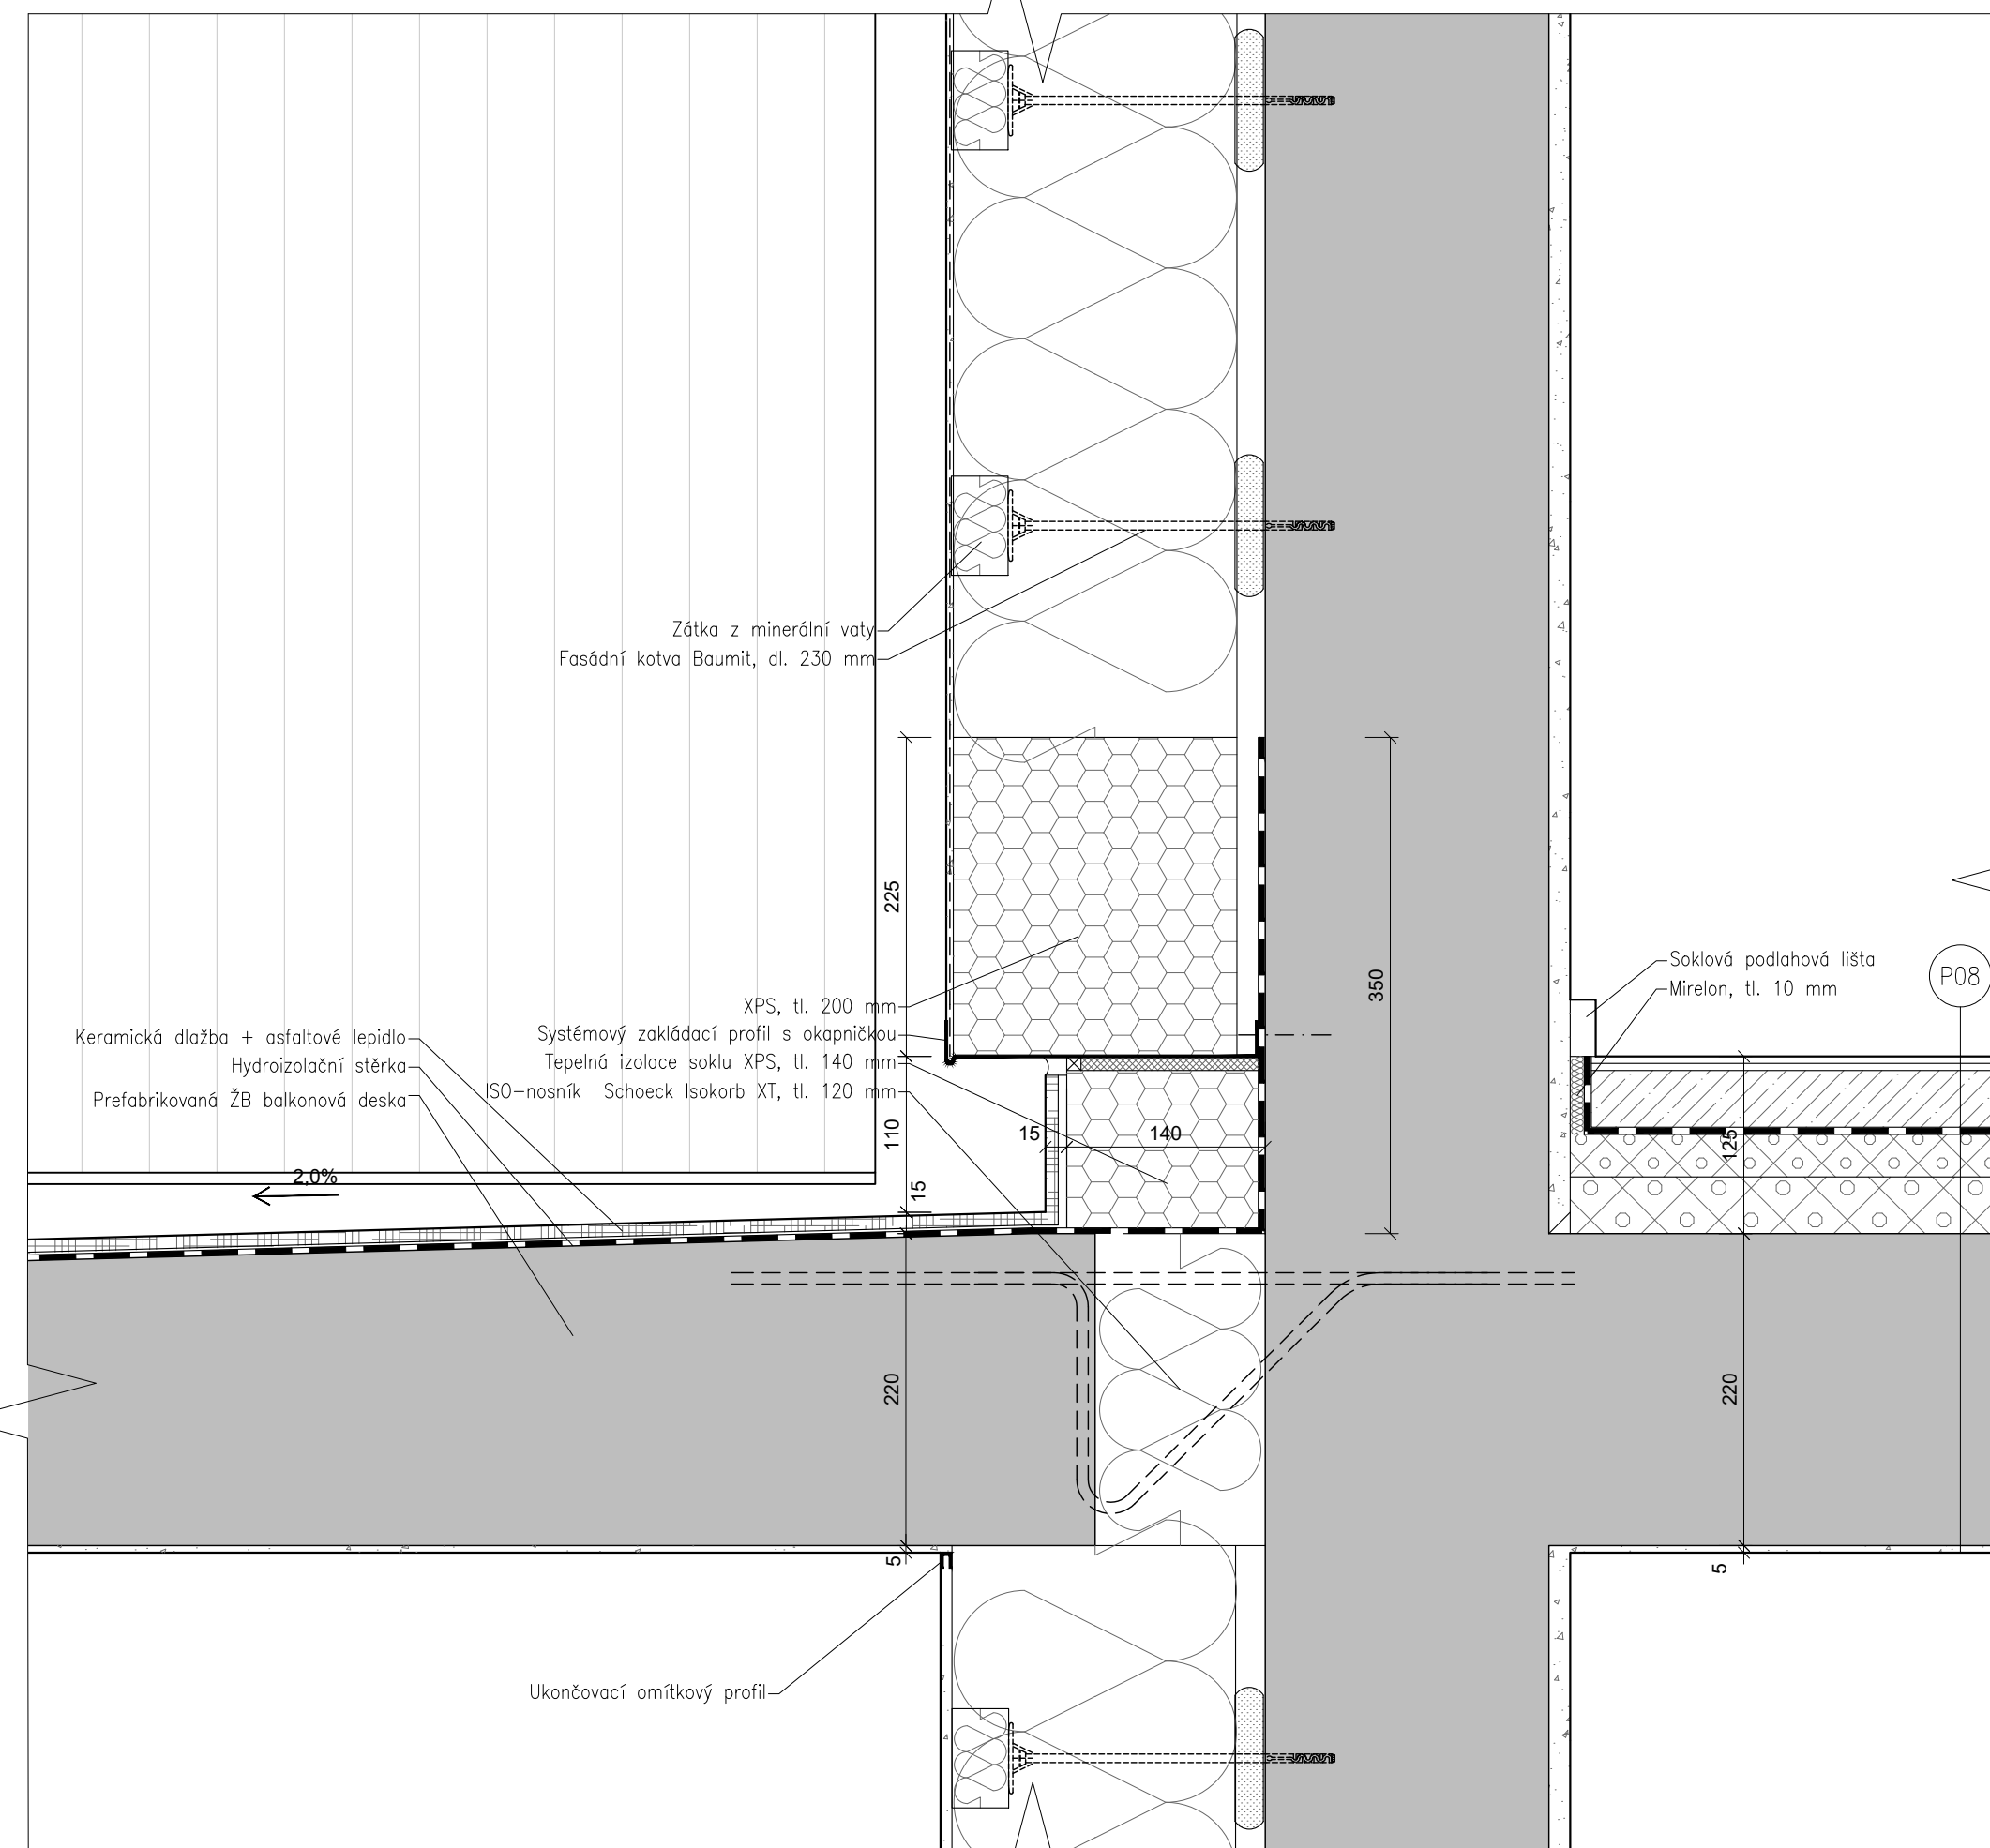 Zátka z minerální vaty
Fasádní kotva Baumit, dl. 230 mm
225
350
Soklová podlahová lišta
Mirelon, tl. 10 mm
P08
XPS, tl. 200 mm
Systémový zakládací profil s okapničkou
Tepelná izolace soklu XPS, tl. 140 mm
ISO-nosník Schoeck Isokorb XT, tl. 120 mm
Keramická dlažba + asfaltové lepidlo
Hydroizolační stěrka
Prefabrikovaná ŽB balkonová deska
110
15
140
125
2,0%
15
220
220
5
5
Ukončovací omítkový profil